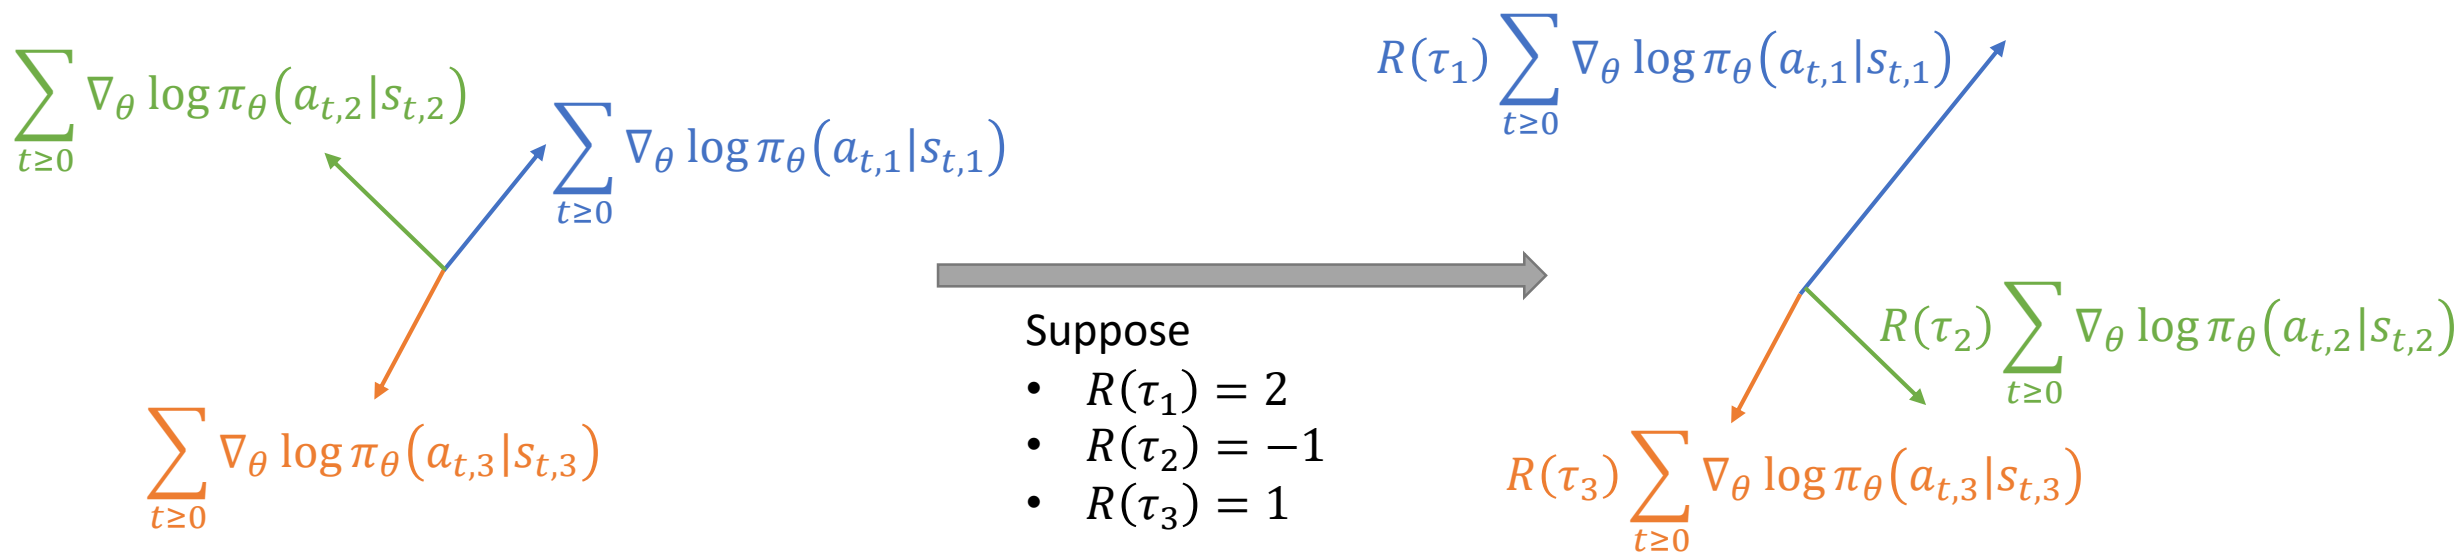 ∑_{t≥0} ∇_θ log π_θ(a_{t,2}|s_{t,2})
∑_{t≥0} ∇_θ log π_θ(a_{t,1}|s_{t,1})
∑_{t≥0} ∇_θ log π_θ(a_{t,3}|s_{t,3})
Suppose
• R(τ_1) = 2
• R(τ_2) = −1
• R(τ_3) = 1
R(τ_1) ∑_{t≥0} ∇_θ log π_θ(a_{t,1}|s_{t,1})
R(τ_2) ∑_{t≥0} ∇_θ log π_θ(a_{t,2}|s_{t,2})
R(τ_3) ∑_{t≥0} ∇_θ log π_θ(a_{t,3}|s_{t,3})